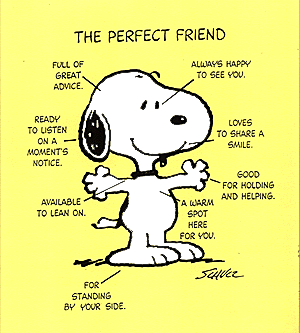 THE PERFECT FRIEND
FULL OF
GREAT
ADVICE.
ALWAYS HAPPY
TO SEE YOU.
READY
TO LISTEN
ON A
MOMENT'S
NOTICE.
LOVES
TO SHARE A
SMILE.
GOOD
FOR HOLDING
AND HELPING.
AVAILABLE
TO LEAN ON.
A WARM
SPOT
HERE
FOR YOU.
FOR
STANDING
BY YOUR SIDE.
SCHULZ